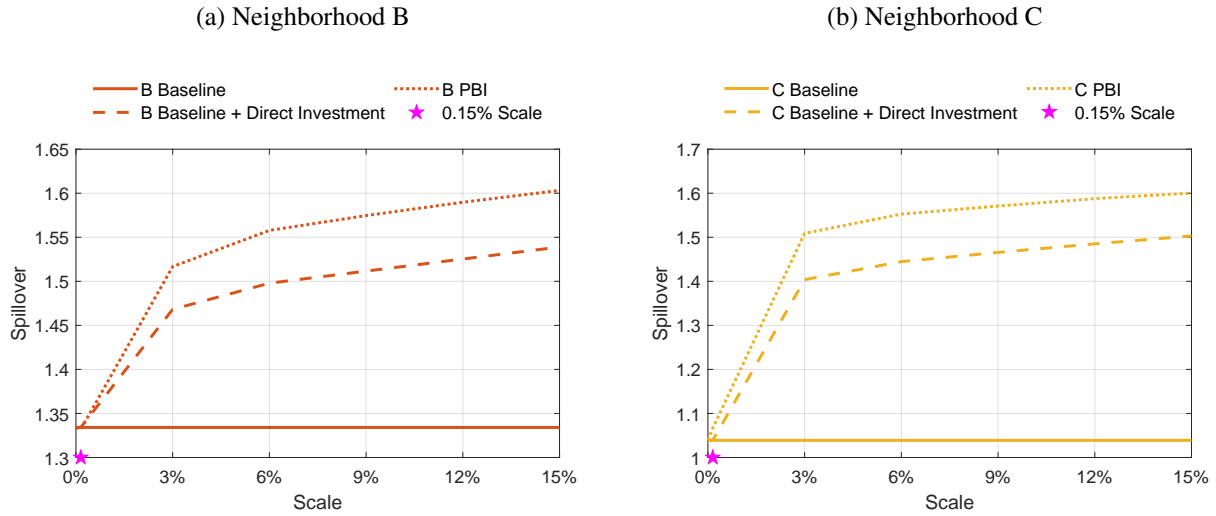 (a) Neighborhood B
B Baseline
B PBI
B Baseline + Direct Investment
0.15% Scale
1.65
1.6
1.55
1.5
1.45
1.4
1.35
1.3
Spillover
0% 3% 6% 9% 12% 15%
Scale
(b) Neighborhood C
C Baseline
C PBI
C Baseline + Direct Investment
0.15% Scale
1.7
1.6
1.5
1.4
1.3
1.2
1.1
1
Spillover
0% 3% 6% 9% 12% 15%
Scale